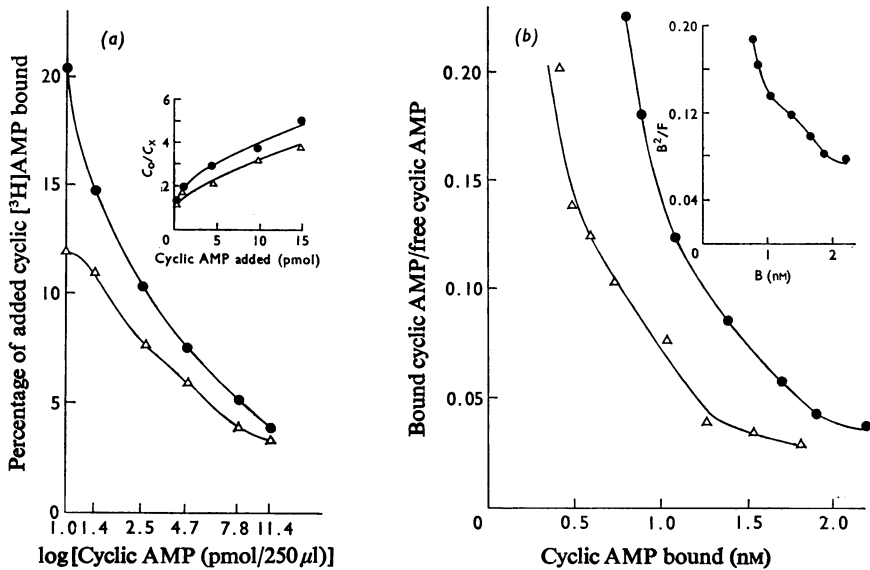 (a)
Percentage of added cyclic [³H]AMP bound
20
15
10
5
0
1.0 1.4 2.5 4.7 7.8 11.4
log[Cyclic AMP (pmol/250 μl)]
C₀/Cₓ
6
4
2
0 5 10 15
Cyclic AMP added (pmol)
(b)
Bound cyclic AMP/free cyclic AMP
0.20
0.15
0.10
0.05
0 0.5 1.0 1.5 2.0
Cyclic AMP bound (nM)
B²/F
0.20
0.12
0.04
1 2
B (nM)